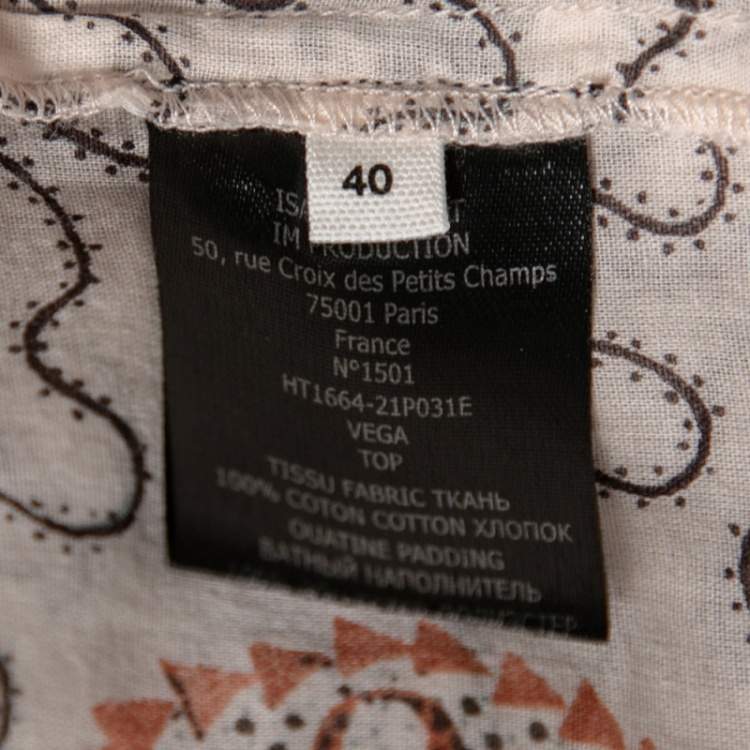 40
IM PRODUCTION
50, rue Croix des Petits Champs
75001 Paris
France
N°1501
HT1664-21P031E
VEGA
TOP
TISSU FABRIC ТКАНЬ
100% COTON COTTON ХЛОПОК
OUATINE PADDING
ВАТНЫЙ НАПОЛНИТЕЛЬ